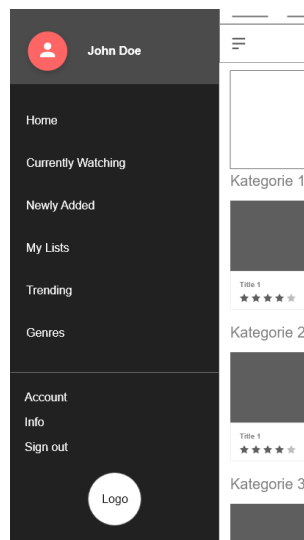 John Doe
Home
Currently Watching
Newly Added
My Lists
Trending
Genres
Account
Info
Sign out
Logo
Kategorie 1
Title 1
Kategorie 2
Title 1
Kategorie 3